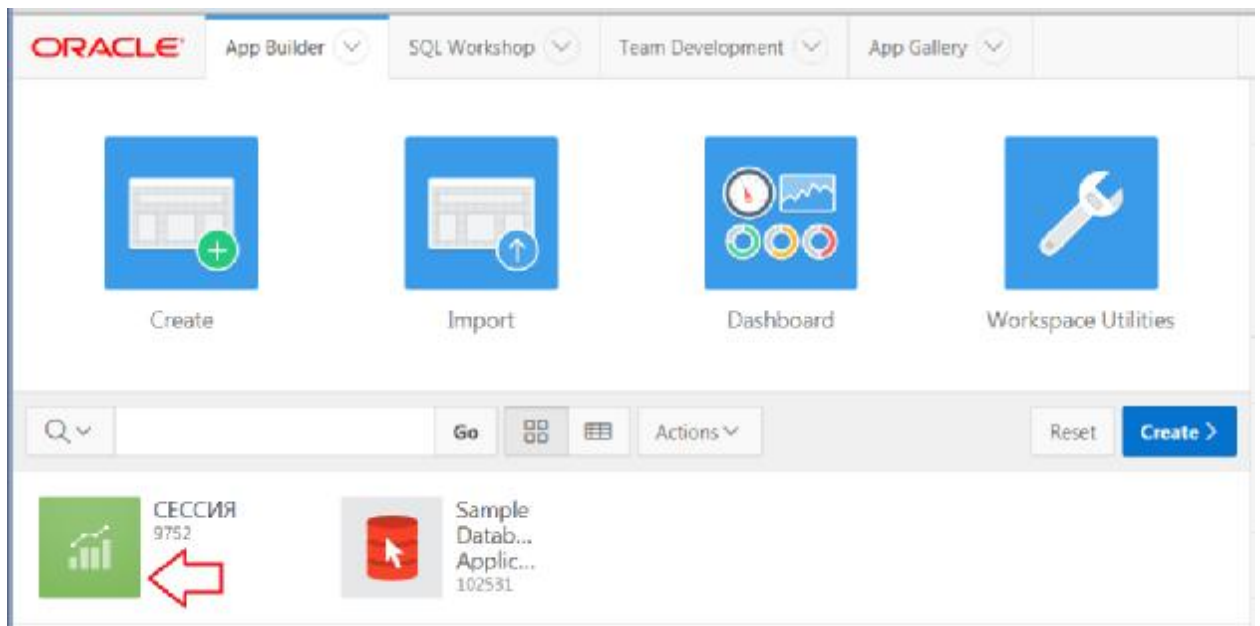 ORACLE App Builder SQL Workshop Team Development App Gallery
Create Import Dashboard Workspace Utilities
Go Actions Reset Create >
СЕССИЯ
9752
Sample
Datab...
Applic...
102531